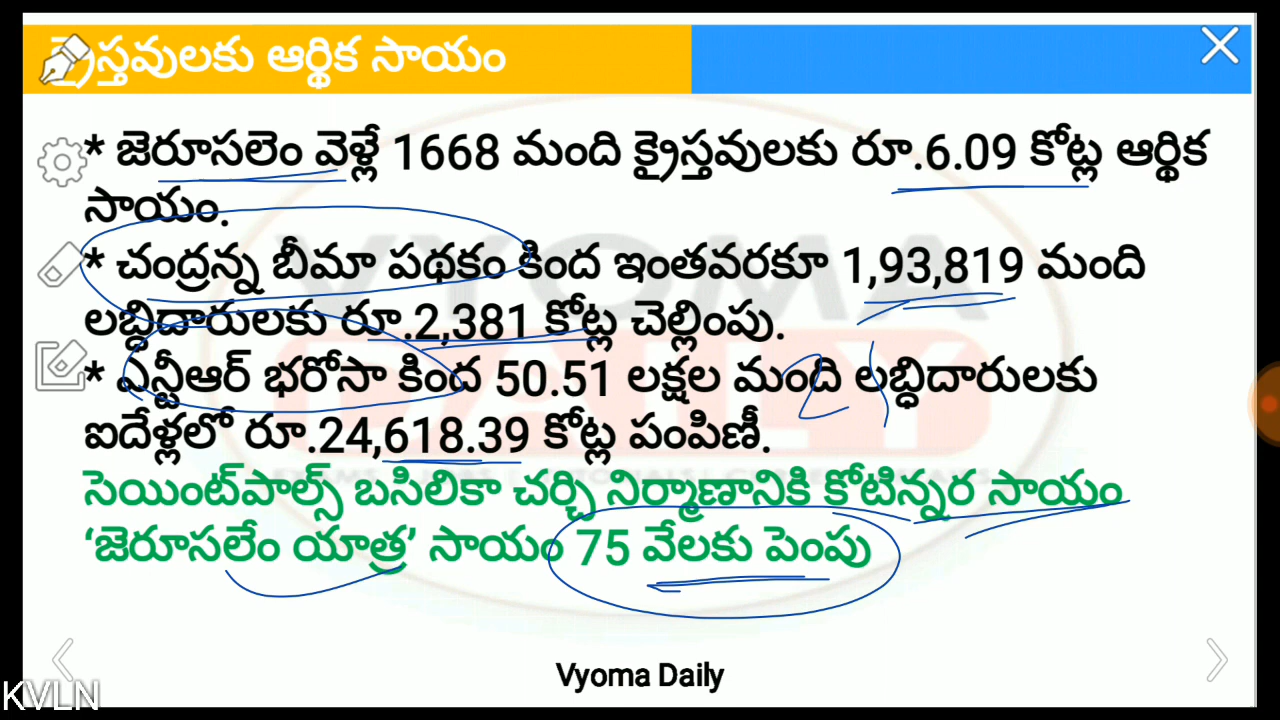 క్రైస్తవులకు ఆర్థిక సాయం
* జెరూసలెం వెళ్లే 1668 మంది క్రైస్తవులకు రూ.6.09 కోట్ల ఆర్థిక
సాయం.
* చంద్రన్న బీమా పథకం కింద ఇంతవరకూ 1,93,819 మంది
లబ్ధిదారులకు రూ.2,381 కోట్ల చెల్లింపు.
* ఎన్టీఆర్ భరోసా కింద 50.51 లక్షల మంది లబ్ధిదారులకు
ఐదేళ్లలో రూ.24,618.39 కోట్ల పంపిణీ.
సెయింట్‌పాల్స్ బసిలికా చర్చి నిర్మాణానికి కోటిన్నర సాయం
‘జెరూసలేం యాత్ర’ సాయం 75 వేలకు పెంపు
Vyoma Daily
KVLN